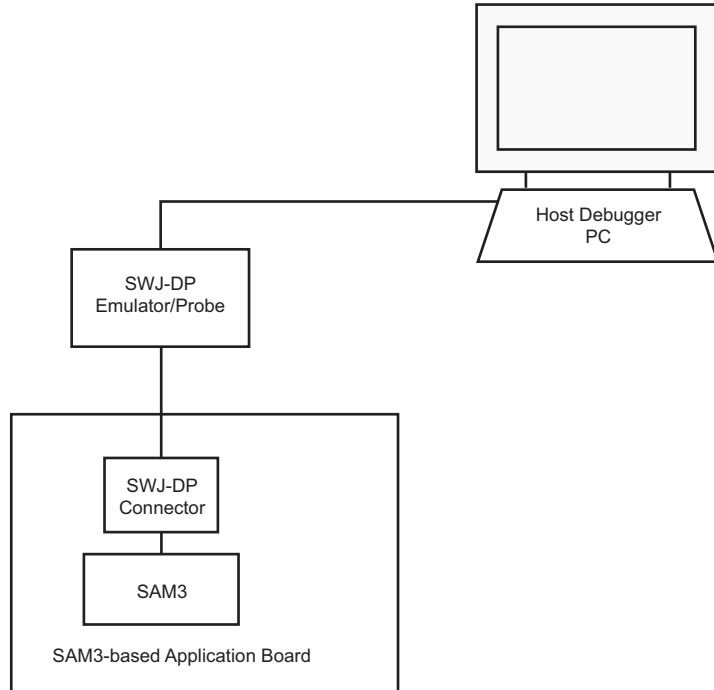 Host Debugger
PC
SWJ-DP
Emulator/Probe
SWJ-DP
Connector
SAM3
SAM3-based Application Board